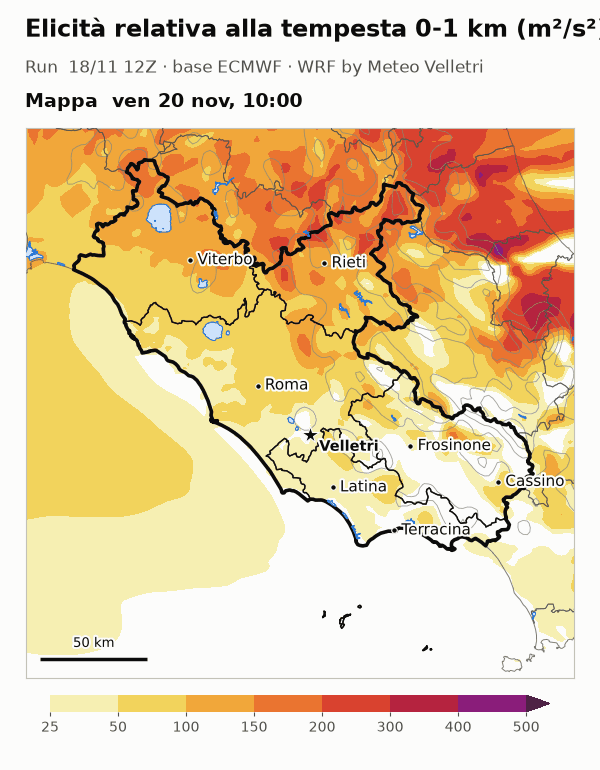 Elicità relativa alla tempesta 0-1 km (m²/s²)
Run 18/11 12Z · base ECMWF · WRF by Meteo Velletri
Mappa ven 20 nov, 10:00
Viterbo
Rieti
Roma
Velletri
Frosinone
Latina
Cassino
Terracina
50 km
25 50 100 150 200 300 400 500